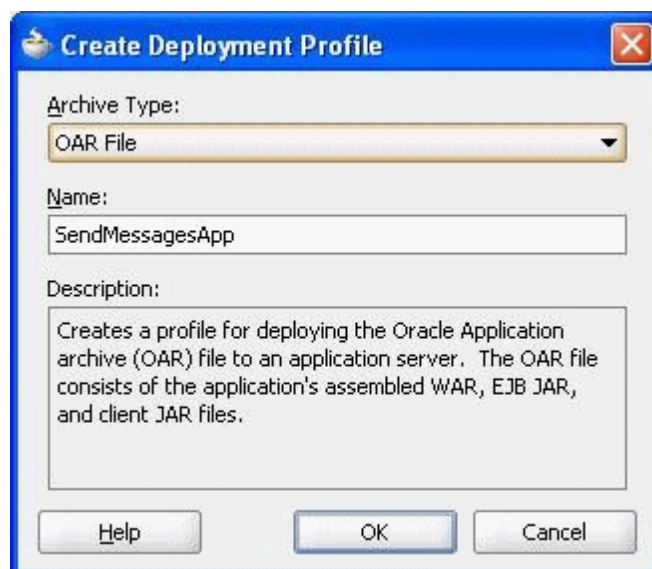 Create Deployment Profile
Archive Type:
OAR File
Name:
SendMessagesApp
Description:
Creates a profile for deploying the Oracle Application
archive (OAR) file to an application server. The OAR file
consists of the application's assembled WAR, EJB JAR,
and client JAR files.
Help
OK
Cancel